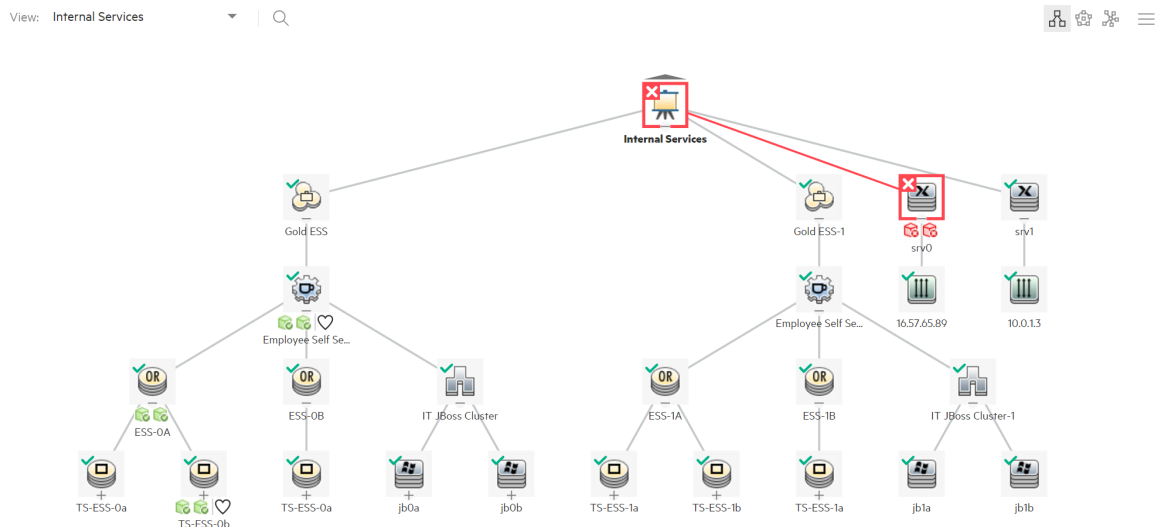 View: Internal Services
Internal Services
Gold ESS
Gold ESS-1
srv0
srv1
Employee Self Se...
Employee Self Se...
16.57.65.89
10.0.1.3
OR
OR
OR
OR
ESS-0A
ESS-0B
IT JBoss Cluster
ESS-1A
ESS-1B
IT JBoss Cluster-1
TS-ESS-0a
TS-ESS-0b
TS-ESS-0a
jb0a
jb0b
TS-ESS-1a
TS-ESS-1b
TS-ESS-1a
jb1a
jb1b